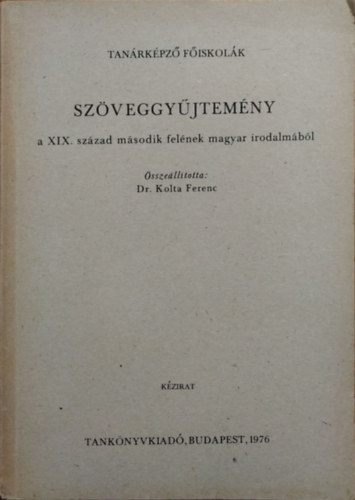 TANÁRKÉPZŐ FŐISKOLÁK
SZÖVEGGYŰJTEMÉNY
a XIX. század második felének magyar irodalmából
Összeállította:
Dr. Kolta Ferenc
KÉZIRAT
TANKÖNYVKIADÓ, BUDAPEST, 1976